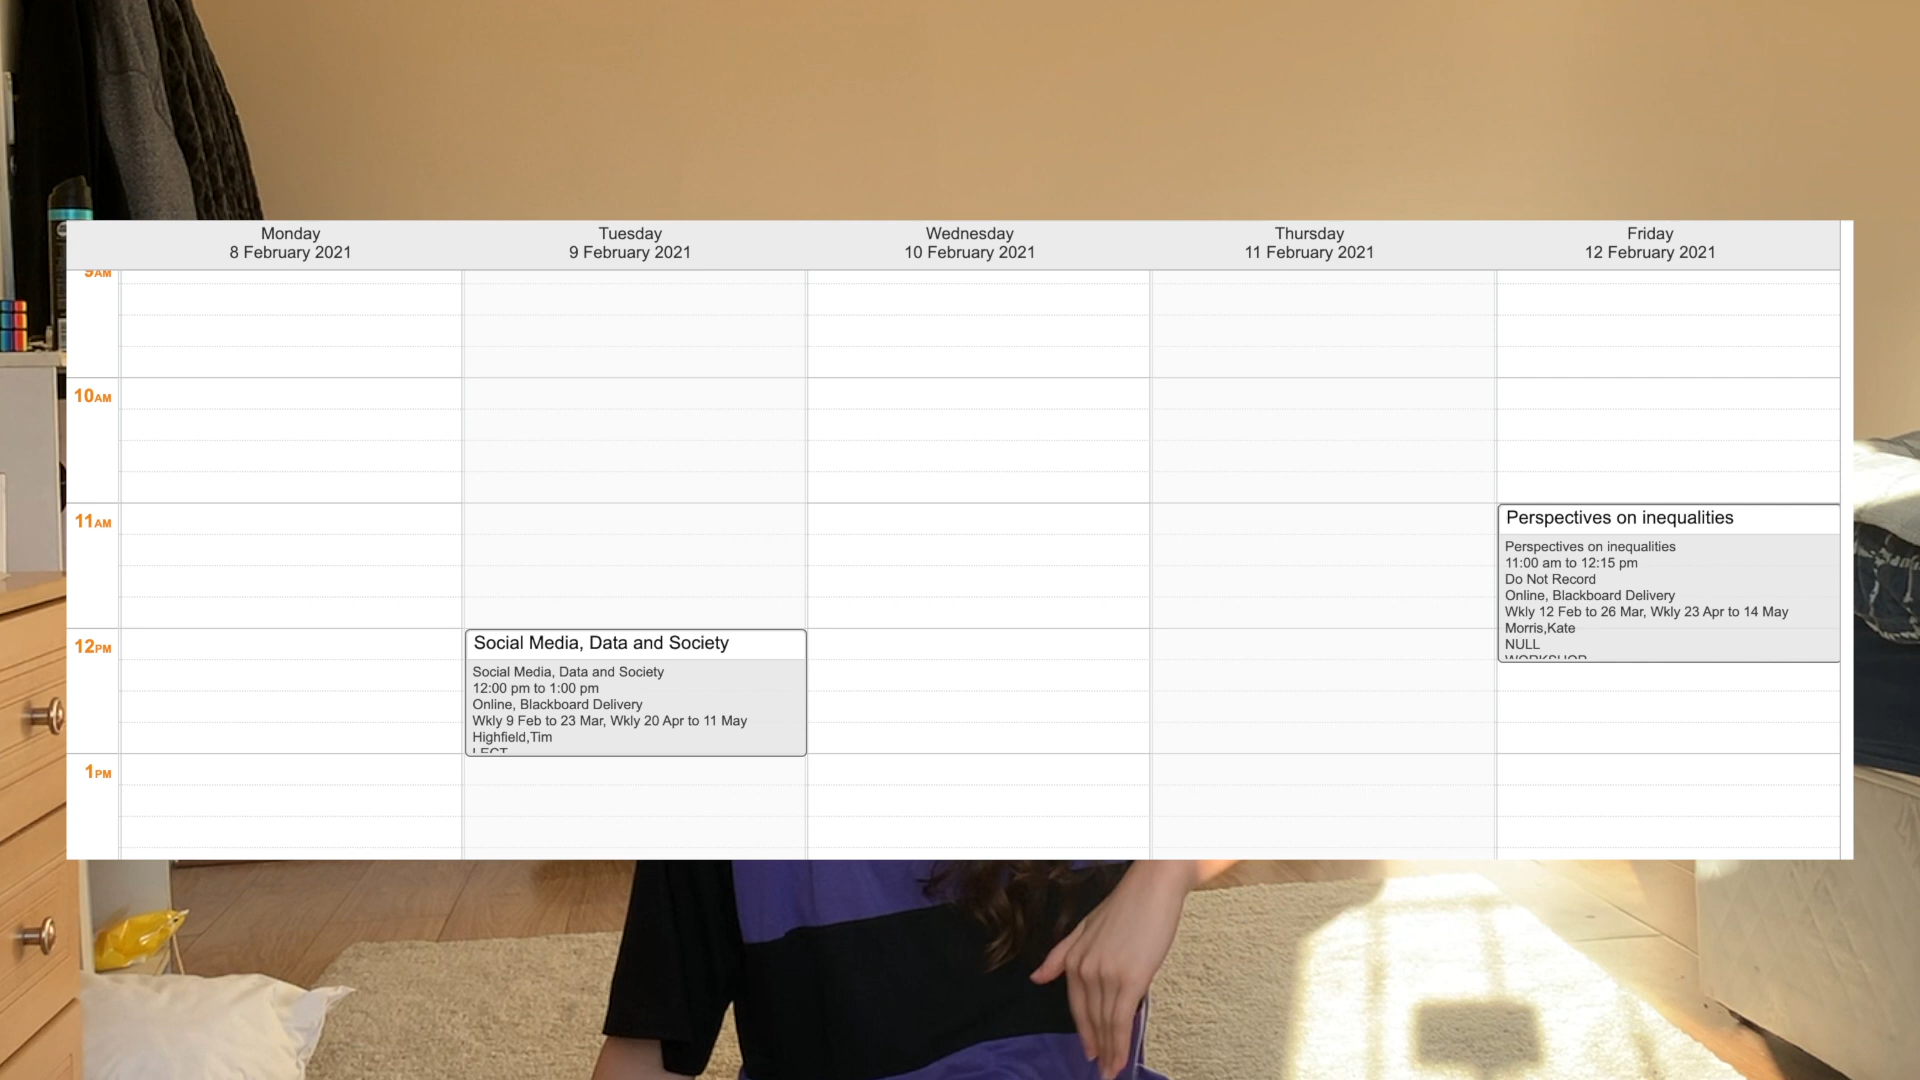 Monday
8 February 2021
Tuesday
9 February 2021
Wednesday
10 February 2021
Thursday
11 February 2021
Friday
12 February 2021
9AM
10AM
11AM
12PM
1PM
Social Media, Data and Society
Social Media, Data and Society
12:00 pm to 1:00 pm
Online, Blackboard Delivery
Wkly 9 Feb to 23 Mar, Wkly 20 Apr to 11 May
Highfield,Tim
LECT
Perspectives on inequalities
Perspectives on inequalities
11:00 am to 12:15 pm
Do Not Record
Online, Blackboard Delivery
Wkly 12 Feb to 26 Mar, Wkly 23 Apr to 14 May
Morris,Kate
NULL
WORKSHOP